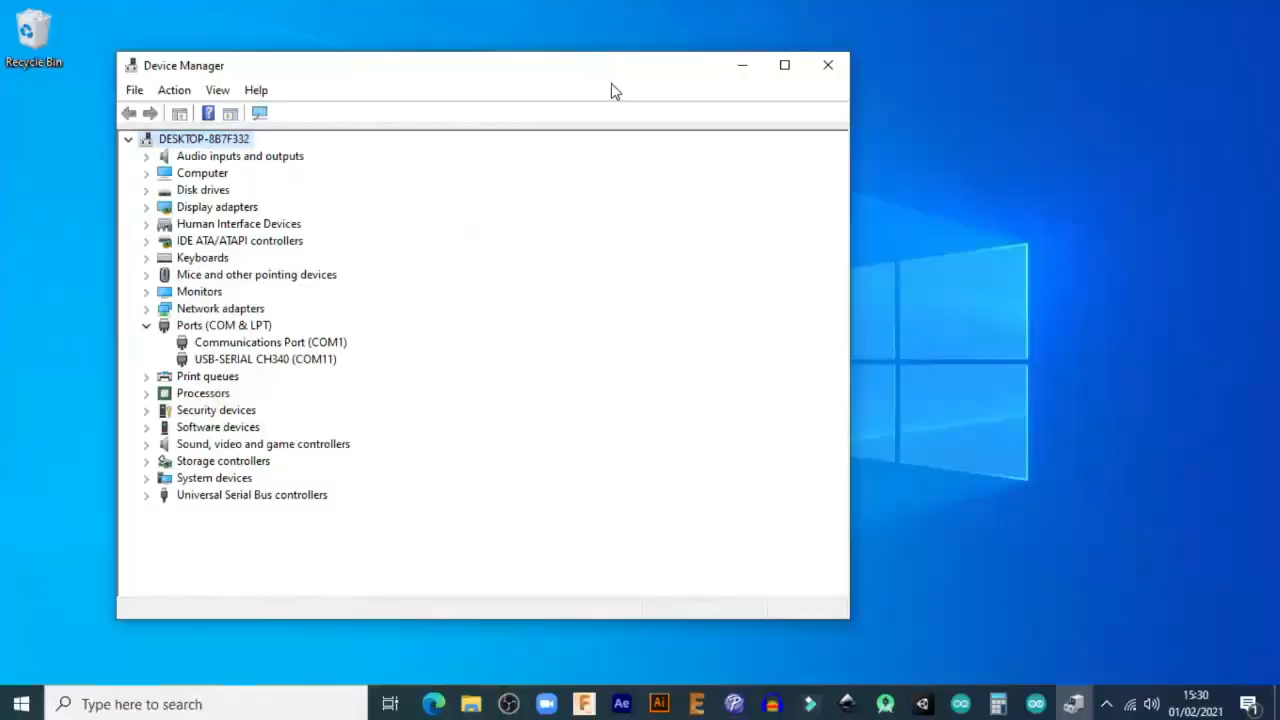 Recycle Bin
Device Manager
File Action View Help
DESKTOP-8B7F332
Audio inputs and outputs
Computer
Disk drives
Display adapters
Human Interface Devices
IDE ATA/ATAPI controllers
Keyboards
Mice and other pointing devices
Monitors
Network adapters
Ports (COM & LPT)
Communications Port (COM1)
USB-SERIAL CH340 (COM11)
Print queues
Processors
Security devices
Software devices
Sound, video and game controllers
Storage controllers
System devices
Universal Serial Bus controllers
Type here to search
Ae
Ai
15:30
01/02/2021
1